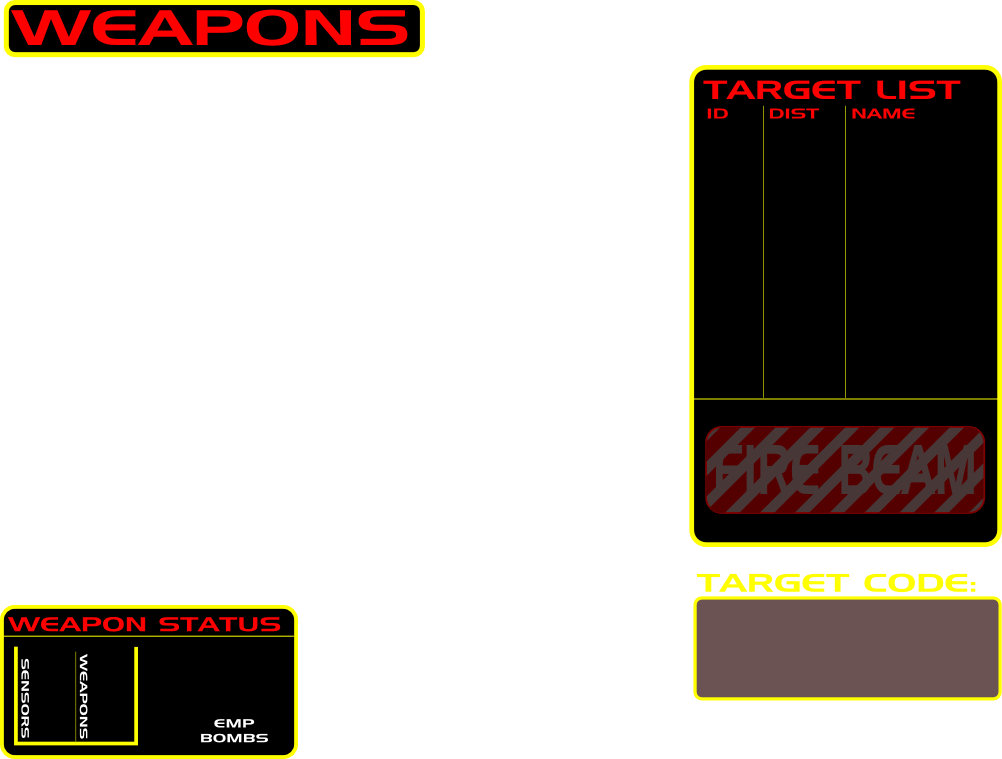 WEAPONS
TARGET LIST
ID DIST NAME
FIRE BEAM
TARGET CODE:
WEAPON STATUS
SENSORS
WEAPONS
EMP
BOMBS